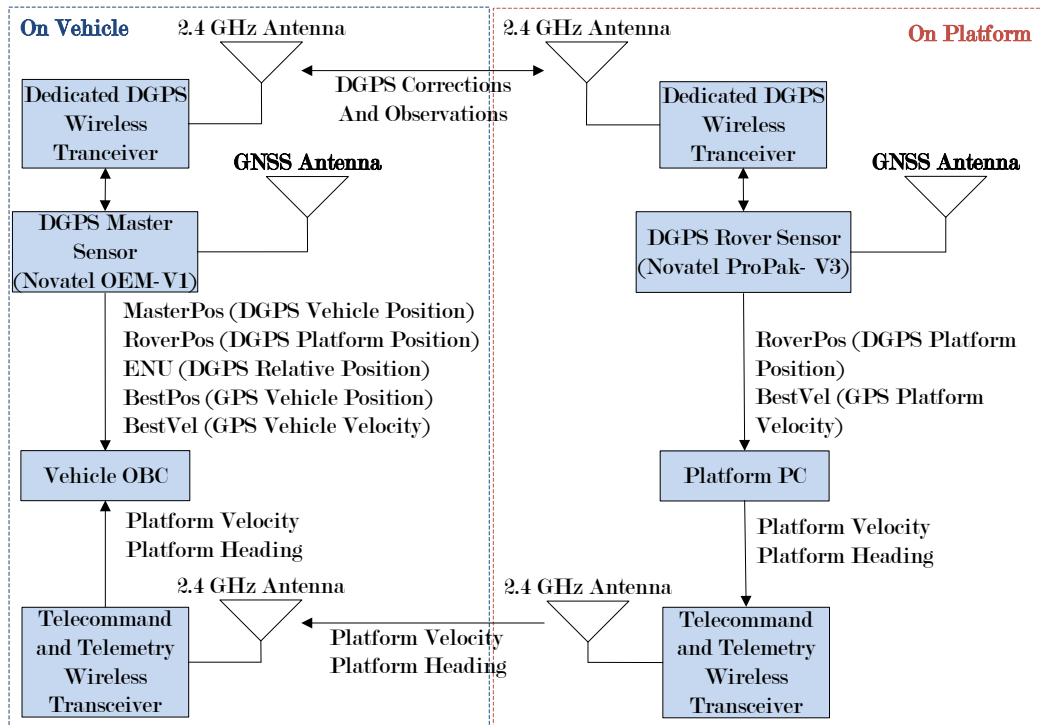 On Vehicle
2.4 GHz Antenna
2.4 GHz Antenna
On Platform
DGPS Corrections
And Observations
Dedicated DGPS
Wireless
Tranceiver
Dedicated DGPS
Wireless
Tranceiver
GNSS Antenna
GNSS Antenna
DGPS Master
Sensor
(Novatel OEM-V1)
DGPS Rover Sensor
(Novatel ProPak- V3)
MasterPos (DGPS Vehicle Position)
RoverPos (DGPS Platform Position)
ENU (DGPS Relative Position)
BestPos (GPS Vehicle Position)
BestVel (GPS Vehicle Velocity)
RoverPos (DGPS Platform
Position)
BestVel (GPS Platform
Velocity)
Vehicle OBC
Platform PC
Platform Velocity
Platform Heading
Platform Velocity
Platform Heading
2.4 GHz Antenna
2.4 GHz Antenna
Telecommand
and Telemetry
Wireless
Transceiver
Platform Velocity
Platform Heading
Telecommand
and Telemetry
Wireless
Transceiver